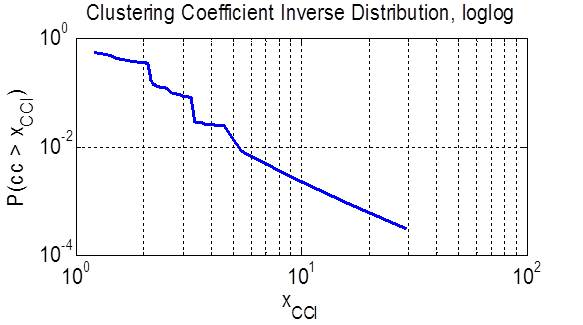 Clustering Coefficient Inverse Distribution, loglog
10^0
10^-2
10^-4
P(cc > x_CCI)
10^0 10^1 10^2
x_CCI